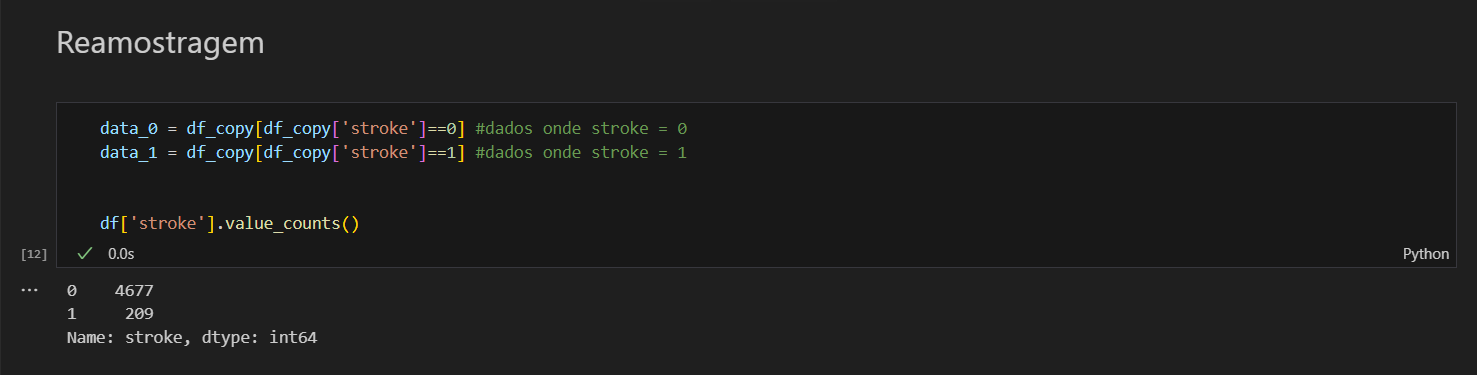 Reamostragem
data_0 = df_copy[df_copy['stroke']==0] #dados onde stroke = 0
data_1 = df_copy[df_copy['stroke']==1] #dados onde stroke = 1
df['stroke'].value_counts()
[12] ✓ 0.0s Python
... 0    4677
1     209
Name: stroke, dtype: int64